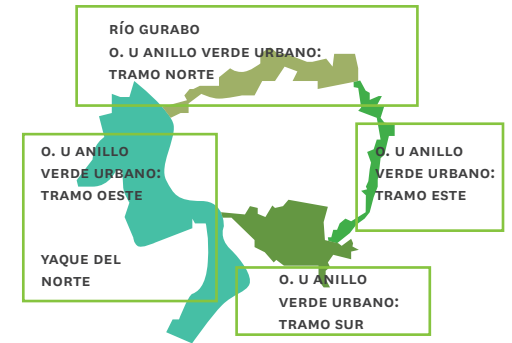 RÍO GURABO
O. U ANILLO VERDE URBANO:
TRAMO NORTE
O. U ANILLO
VERDE URBANO:
TRAMO OESTE
YAQUE DEL
NORTE
O. U ANILLO
VERDE URBANO:
TRAMO ESTE
O. U ANILLO
VERDE URBANO:
TRAMO SUR